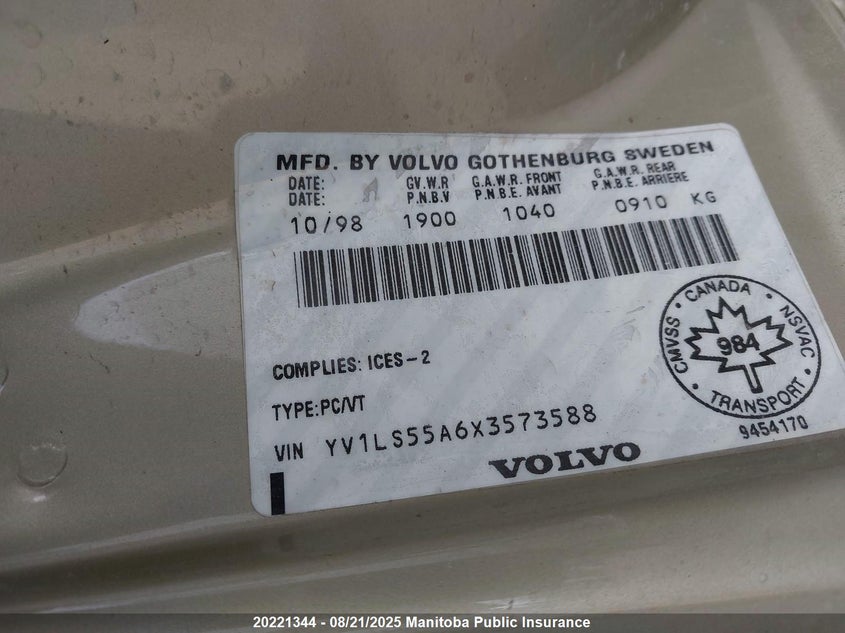 MFD. BY VOLVO GOTHENBURG SWEDEN
DATE: GV.W.R G.A.W.R. FRONT G.A.W.R. REAR
DATE: P.N.B.V P.N.B.E. AVANT P.N.B.E. ARRIERE
10/98 1900 1040 0910 KG
COMPLIES: ICES-2
TYPE:PC/VT
VIN YV1LS55A6X3573588
VOLVO
CMVSS · CANADA · NSVAC
984
· TRANSPORT ·
9454170
20221344 - 08/21/2025 Manitoba Public Insurance